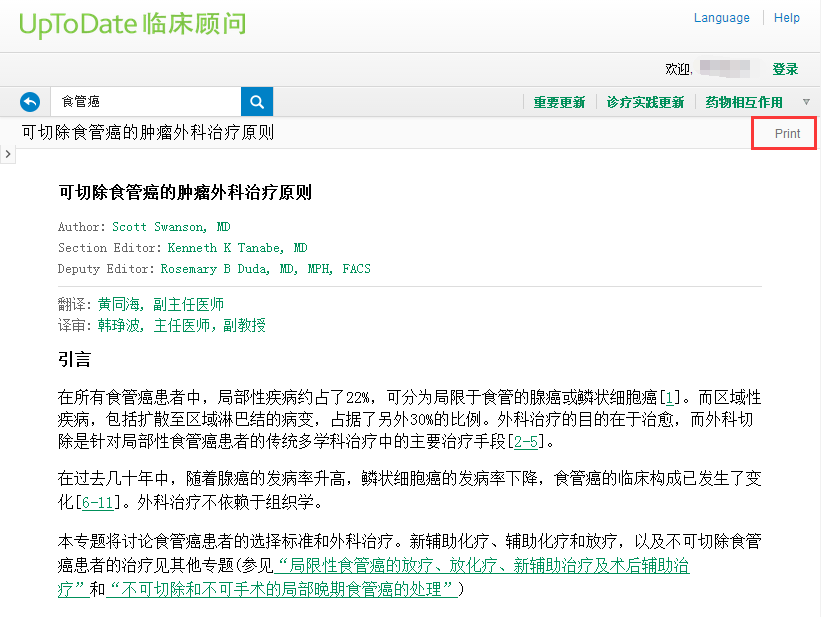 UpToDate 临床顾问
Language Help
欢迎, 登录
食管癌
重要更新 诊疗实践更新 药物相互作用 ▽
可切除食管癌的肿瘤外科治疗原则
Print
>
可切除食管癌的肿瘤外科治疗原则
Author: Scott Swanson, MD
Section Editor: Kenneth K Tanabe, MD
Deputy Editor: Rosemary B Duda, MD, MPH, FACS
翻译: 黄同海, 副主任医师
译审: 韩琤波, 主任医师，副教授
引言
在所有食管癌患者中，局部性疾病约占了22%，可分为局限于食管的腺癌或鳞状细胞癌[1]。而区域性
疾病，包括扩散至区域淋巴结的病变，占据了另外30%的比例。外科治疗的目的在于治愈，而外科切
除是针对局部性食管癌患者的传统多学科治疗中的主要治疗手段[2-5]。
在过去几十年中，随着腺癌的发病率升高，鳞状细胞癌的发病率下降，食管癌的临床构成已发生了变
化[6-11]。外科治疗不依赖于组织学。
本专题将讨论食管癌患者的选择标准和外科治疗。新辅助化疗、辅助化疗和放疗，以及不可切除食管
癌患者的治疗见其他专题(参见“局限性食管癌的放疗、放化疗、新辅助治疗及术后辅助治
疗”和“不可切除和不可手术的局部晚期食管癌的处理”)